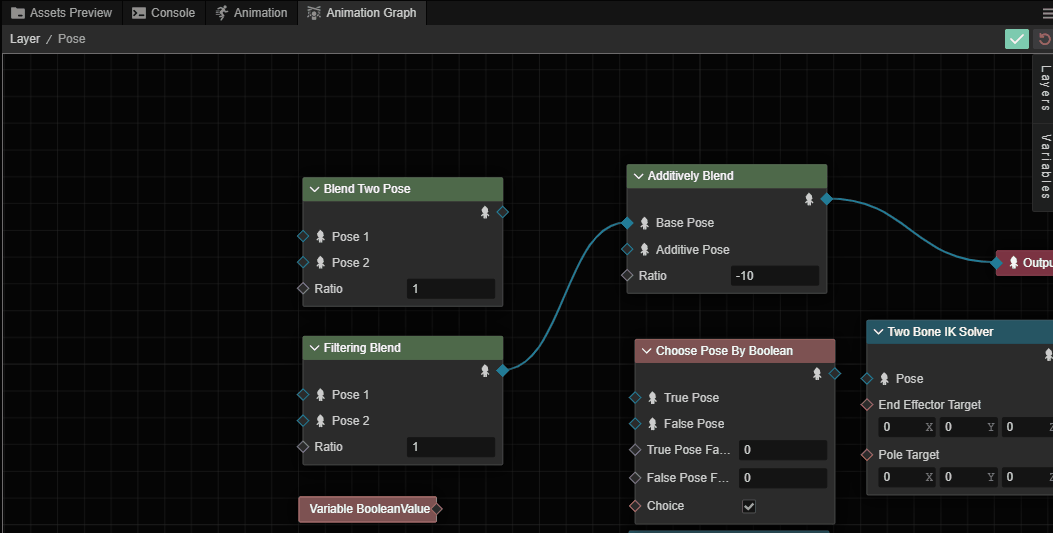 Assets Preview
Console
Animation
Animation Graph
Layer / Pose
Layers
Variables
Blend Two Pose
Pose 1
Pose 2
Ratio 1
Additively Blend
Base Pose
Additive Pose
Ratio -10
Outpu
Filtering Blend
Pose 1
Pose 2
Ratio 1
Choose Pose By Boolean
True Pose
False Pose
True Pose Fa... 0
False Pose F... 0
Choice
Two Bone IK Solver
Pose
End Effector Target
0 X 0 Y 0 Z
Pole Target
0 X 0 Y 0 Z
Variable BooleanValue